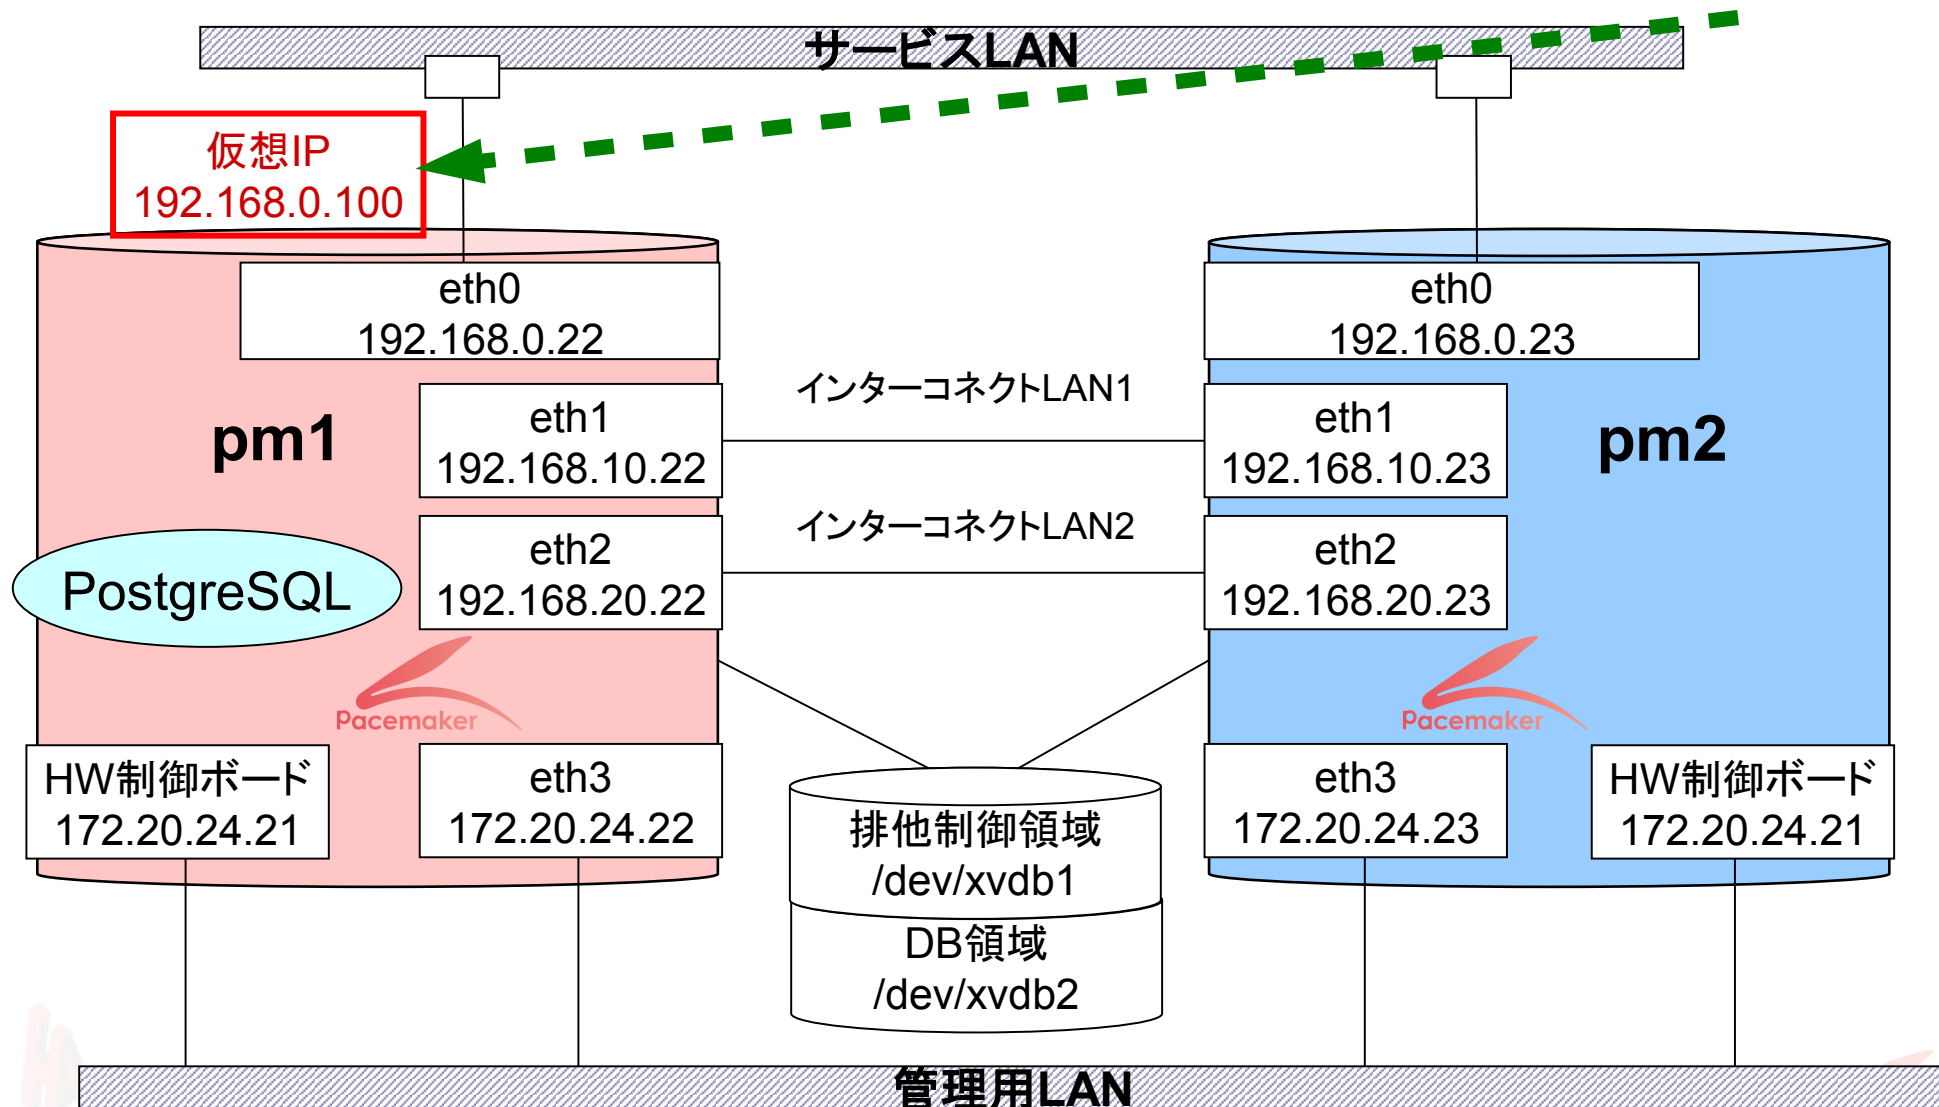 サービスLAN
仮想IP
192.168.0.100
eth0
192.168.0.22
eth0
192.168.0.23
インターコネクトLAN1
pm1
eth1
192.168.10.22
eth1
192.168.10.23
pm2
インターコネクトLAN2
PostgreSQL
eth2
192.168.20.22
eth2
192.168.20.23
Pacemaker
Pacemaker
HW制御ボード
172.20.24.21
eth3
172.20.24.22
排他制御領域
/dev/xvdb1
DB領域
/dev/xvdb2
eth3
172.20.24.23
HW制御ボード
172.20.24.21
管理用LAN